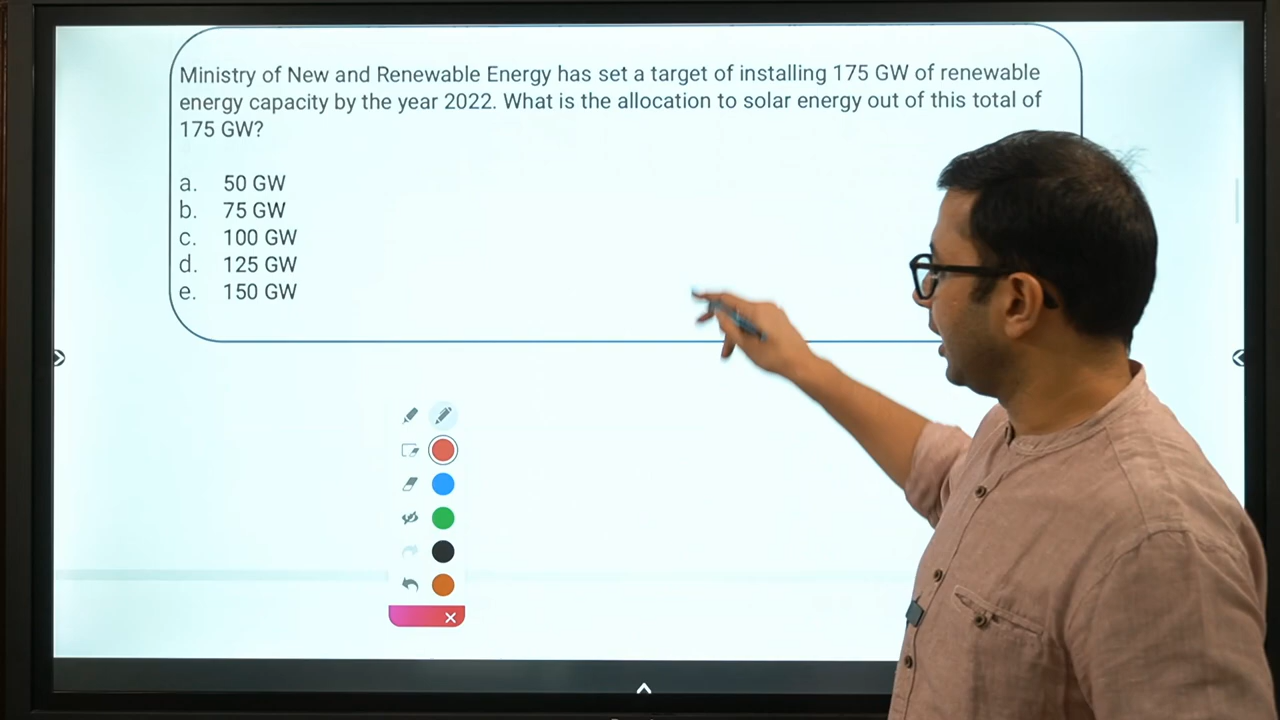 Ministry of New and Renewable Energy has set a target of installing 175 GW of renewable
energy capacity by the year 2022. What is the allocation to solar energy out of this total of
175 GW?
a. 50 GW
b. 75 GW
c. 100 GW
d. 125 GW
e. 150 GW